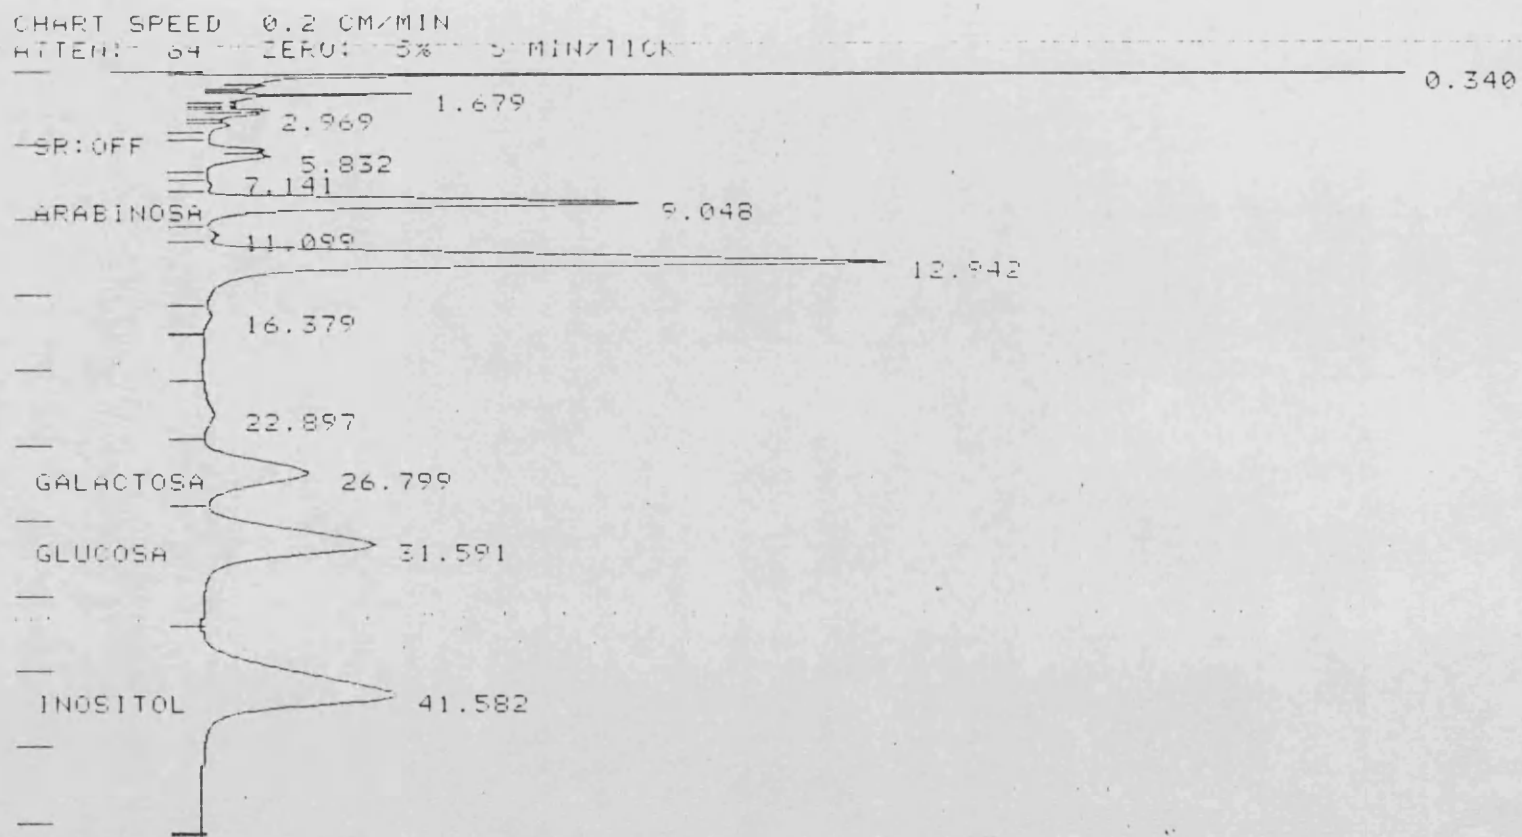 CHART SPEED 0.2 CM/MIN
ATTEN: 64 ZERO: 5% 5 MIN/TICK
0.340
1.679
2.969
SR:OFF
5.832
7.141
ARABINOSA 9.048
11.099
12.942
16.379
22.897
GALACTOSA 26.799
GLUCOSA 31.591
INOSITOL 41.582